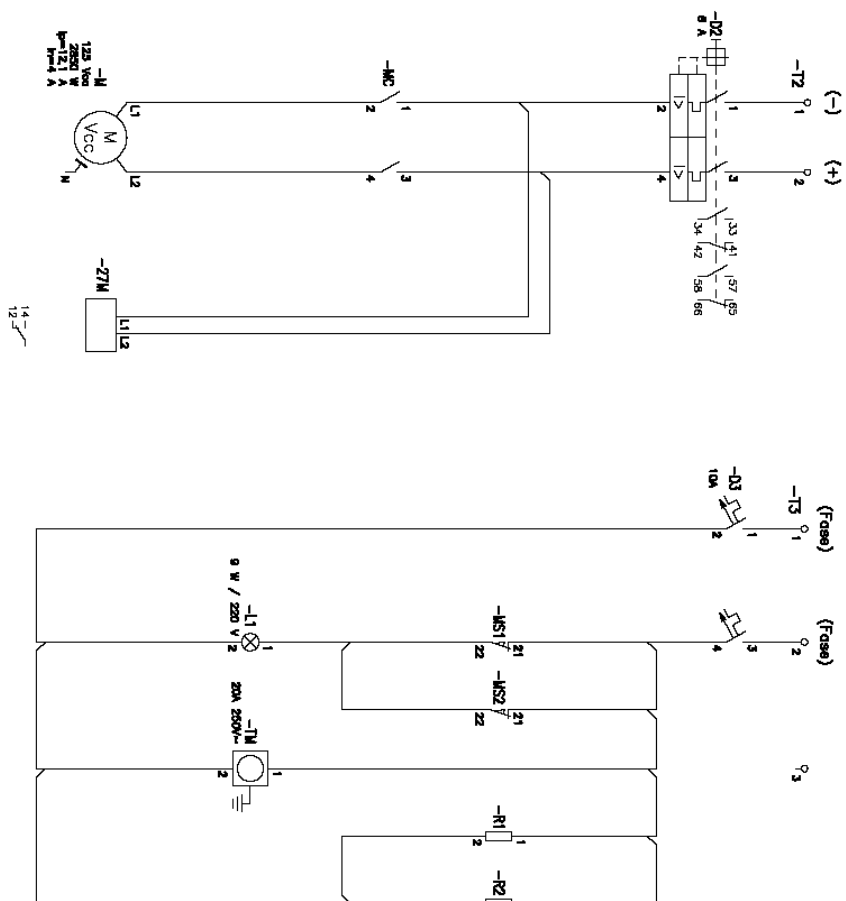 (-)
(+)
-T2
1
2
-D2
6 A
1
3
2
4
I>
I>
33
34
41
42
57
58
65
66
-MC
1
3
2
4
L1
L2
M
Vcc
-M
125 Vcc
2850 W
Ip=12,1 A
In=4 A
N
-27M
L1
L2
14
12
(Fase)
(Fase)
-T3
1
2
3
-D3
10A
1
2
3
4
-MS1
21
22
-MS2
21
22
-L1
9 W / 220 V
1
2
-TM
20A 250V~
1
2
-R1
1
2
-R2